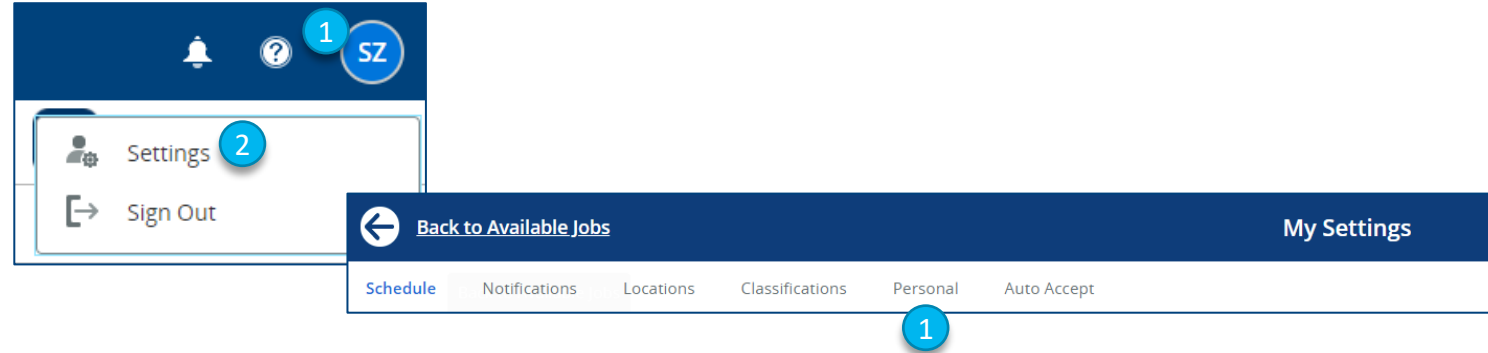 1
SZ
Settings 2
Sign Out
Back to Available Jobs My Settings
Schedule Notifications Locations Classifications Personal Auto Accept
1